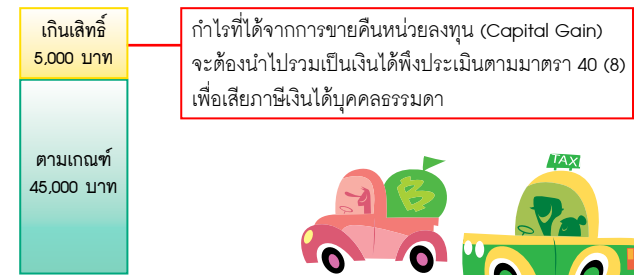 เกินสิทธิ์
5,000 บาท
กำไรที่ได้จากการขายคืนหน่วยลงทุน (Capital Gain)
จะต้องนำไปรวมเป็นเงินได้พึงประเมินตามมาตรา 40 (8)
เพื่อเสียภาษีเงินได้บุคคลธรรมดา
ตามเกณฑ์
45,000 บาท
TAX